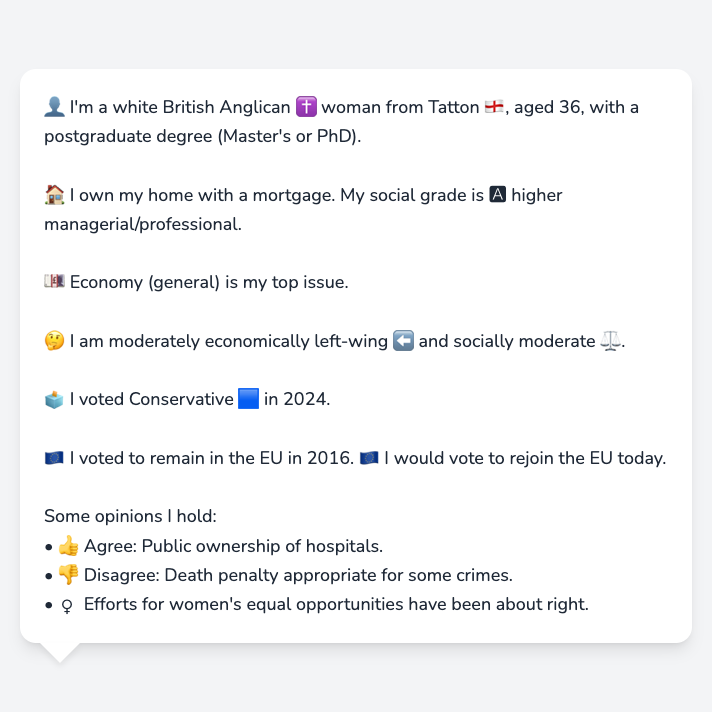 👤 I'm a white British Anglican ✝️ woman from Tatton 🏴󠁧󠁢󠁥󠁮󠁧󠁿, aged 36, with a
postgraduate degree (Master's or PhD).
🏠 I own my home with a mortgage. My social grade is 🅰 higher
managerial/professional.
💷 Economy (general) is my top issue.
🤔 I am moderately economically left-wing ⬅️ and socially moderate ⚖️.
🗳️ I voted Conservative 🟦 in 2024.
🇪🇺 I voted to remain in the EU in 2016. 🇪🇺 I would vote to rejoin the EU today.
Some opinions I hold:
• 👍 Agree: Public ownership of hospitals.
• 👎 Disagree: Death penalty appropriate for some crimes.
• ♀ Efforts for women's equal opportunities have been about right.